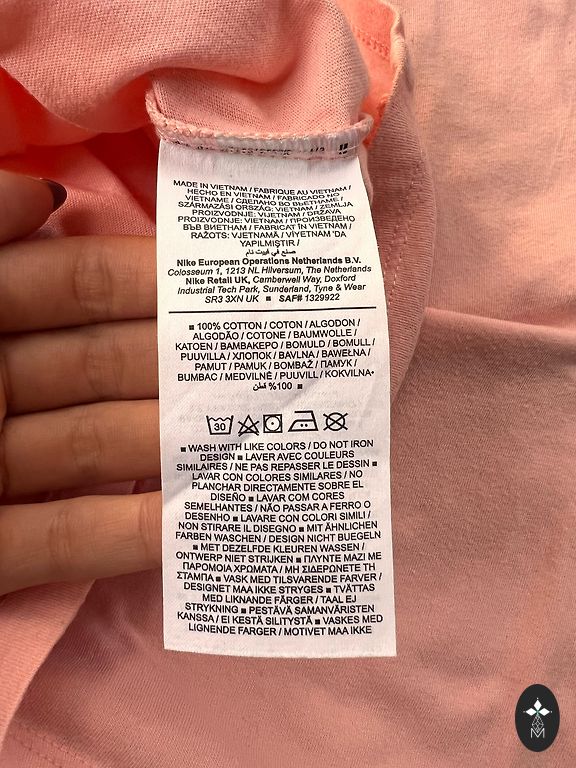 MADE IN VIETNAM / FABRIQUE AU VIETNAM /
HECHO EN VIETNAM / FABRICADO NO
VIETNAME / СДЕЛАНО ВО ВЬЕТНАМЕ /
SZÁRMAZÁSI ORSZÁG: VIETNAM / ZEMLJA
PROIZVODNJE: VIETNAM / DRŽAVA
PROIZVODNJE: VIETNAM / ПРОИЗВЕДЕНО
ВЪВ ВИЕТНАМ / FABRICAT ÎN VIETNAM /
RAŽOTS: VJETNAMĀ / VİYETNAM 'DA
YAPILMIŞTIR /
صنع في فيوت نام
Nike European Operations Netherlands B.V.
Colosseum 1, 1213 NL Hilversum, The Netherlands
Nike Retail UK, Camberwell Way, Doxford
Industrial Tech Park, Sunderland, Tyne & Wear
SR3 3XN UK ■ SAF# 1329922
■ 100% COTTON / COTON / ALGODON /
ALGODÃO / COTONE / BAUMWOLLE /
KATOEN / ΒΑΜΒΑΚΕΡΟ / BOMULD / BOMULL /
PUUVILLA / ХЛОПОК / BAVLNA / BAWEŁNA /
PAMUT / PAMUK / BOMBAŽ / ПАМУК /
BUMBAC / MEDVILNĖ / PUUVILL / KOKVILNA•
%100 قطن ■
30
■ WASH WITH LIKE COLORS / DO NOT IRON
DESIGN ■ LAVER AVEC COULEURS
SIMILAIRES / NE PAS REPASSER LE DESSIN ■
LAVAR CON COLORES SIMILARES / NO
PLANCHAR DIRECTAMENTE SOBRE EL
DISEÑO ■ LAVAR COM CORES
SEMELHANTES / NÃO PASSAR A FERRO O
DESENHO ■ LAVARE CON COLORI SIMILI /
NON STIRARE IL DISEGNO ■ MIT ÄHNLICHEN
FARBEN WASCHEN / DESIGN NICHT BUEGELN
■ MET DEZELFDE KLEUREN WASSEN /
ONTWERP NIET STRIJKEN ■ ΠΛΥΝΤΕ ΜΑΖΙ ΜΕ
ΠΑΡΟΜΟΙΑ ΧΡΩΜΑΤΑ / ΜΗ ΣΙΔΕΡΩΝΕΤΕ ΤΗ
ΣΤΑΜΠΑ ■ VASK MED TILSVARENDE FARVER /
DESIGNET MAA IKKE STRYGES ■ TVÄTTAS
MED LIKNANDE FÄRGER / TAAL EJ
STRYKNING ■ PESTÄVÄ SAMANVÄRISTEN
KANSSA / EI KESTÄ SILITYSTÄ ■ VASKES MED
LIGNENDE FARGER / MOTIVET MAA IKKE